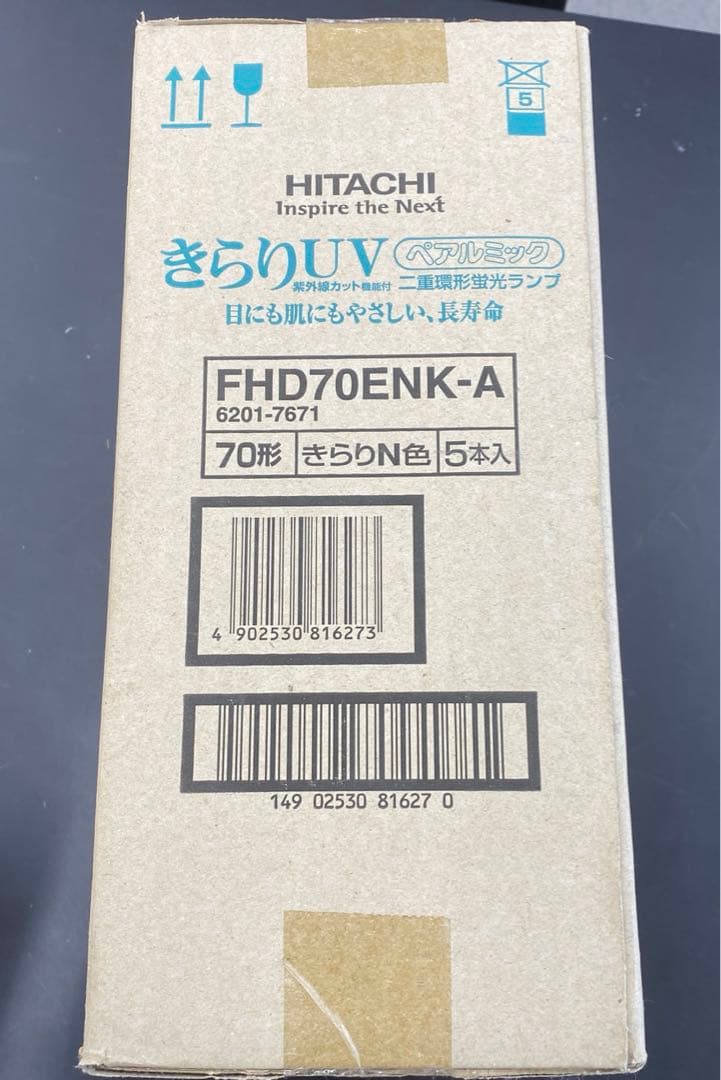 5
HITACHI
Inspire the Next
きらりUV ペアルミック
紫外線カット機能付 二重環形蛍光ランプ
目にも肌にもやさしい、長寿命
FHD70ENK-A
6201-7671
70形 きらりN色 5本入
4 902530 816273
149 02530 81627 0